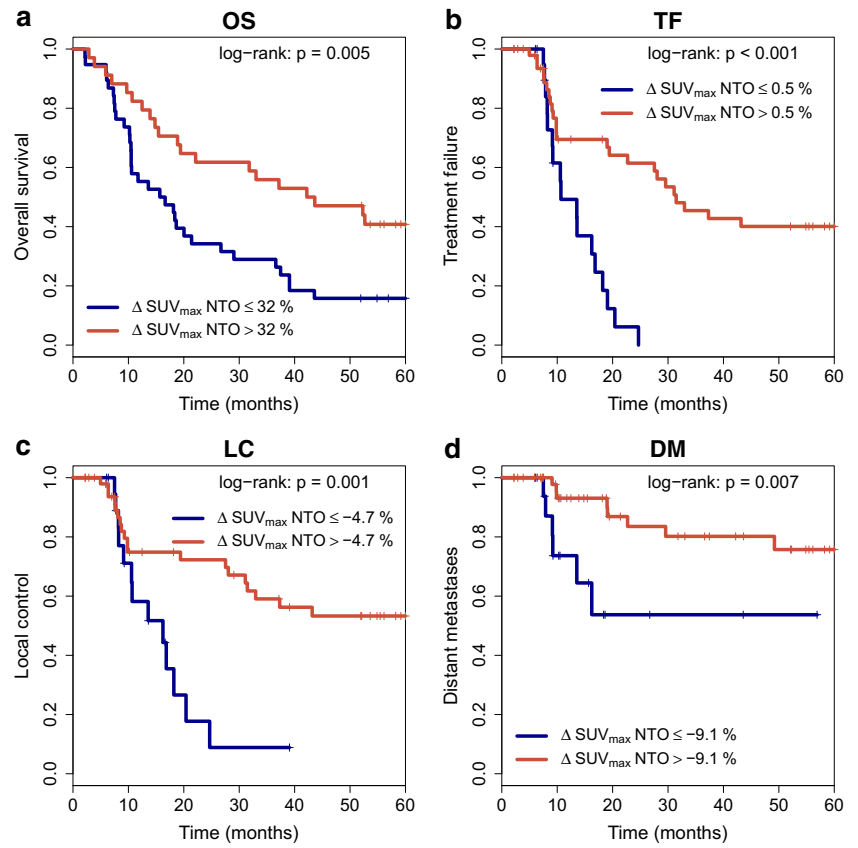 a
OS
log−rank: p = 0.005
Overall survival
1.0
0.8
0.6
0.4
0.2
0.0
Δ SUVmax NTO ≤ 32 %
Δ SUVmax NTO > 32 %
0 10 20 30 40 50 60
Time (months)
b
TF
log−rank: p < 0.001
Treatment failure
1.0
0.8
0.6
0.4
0.2
0.0
Δ SUVmax NTO ≤ 0.5 %
Δ SUVmax NTO > 0.5 %
0 10 20 30 40 50 60
Time (months)
c
LC
log−rank: p = 0.001
Local control
1.0
0.8
0.6
0.4
0.2
0.0
Δ SUVmax NTO ≤ −4.7 %
Δ SUVmax NTO > −4.7 %
0 10 20 30 40 50 60
Time (months)
d
DM
log−rank: p = 0.007
Distant metastases
1.0
0.8
0.6
0.4
0.2
0.0
Δ SUVmax NTO ≤ −9.1 %
Δ SUVmax NTO > −9.1 %
0 10 20 30 40 50 60
Time (months)